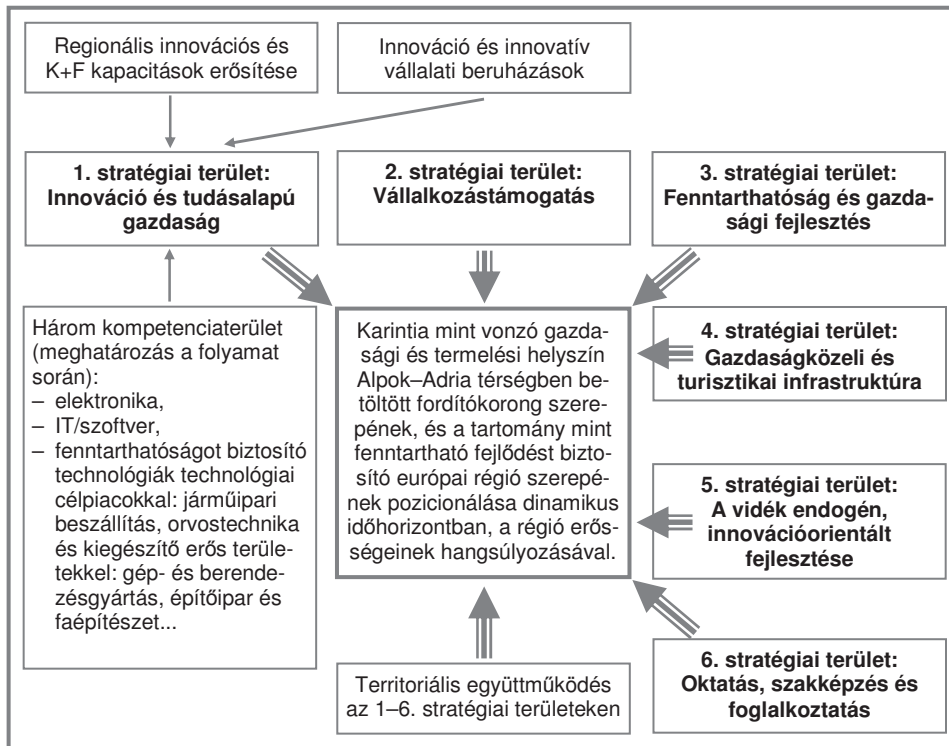 Regionális innovációs és
K+F kapacitások erősítése
Innováció és innovatív
vállalati beruházások
1. stratégiai terület:
Innováció és tudásalapú
gazdaság
2. stratégiai terület:
Vállalkozástámogatás
3. stratégiai terület:
Fenntarthatóság és gazda-
sági fejlesztés
Három kompetenciaterület
(meghatározás a folyamat
során):
– elektronika,
– IT/szoftver,
– fenntarthatóságot biztosító
technológiák technológiai
célpiacokkal: járműipari
beszállítás, orvostechnika
és kiegészítő erős terüle-
tekkel: gép- és berende-
zésgyártás, építőipar és
faépítészet...
Karintia mint vonzó gazda-
sági és termelési helyszín
Alpok–Adria térségben be-
töltött fordítókorong szere-
pének, és a tartomány mint
fenntartható fejlődést bizto-
sító európai régió szerepé-
nek pozicionálása dinamikus
időhorizontban, a régió erős-
ségeinek hangsúlyozásával.
4. stratégiai terület:
Gazdaságközeli és
turisztikai infrastruktúra
5. stratégiai terület:
A vidék endogén,
innovációorientált
fejlesztése
Territoriális együttműködés
az 1–6. stratégiai területeken
6. stratégiai terület:
Oktatás, szakképzés és
foglalkoztatás